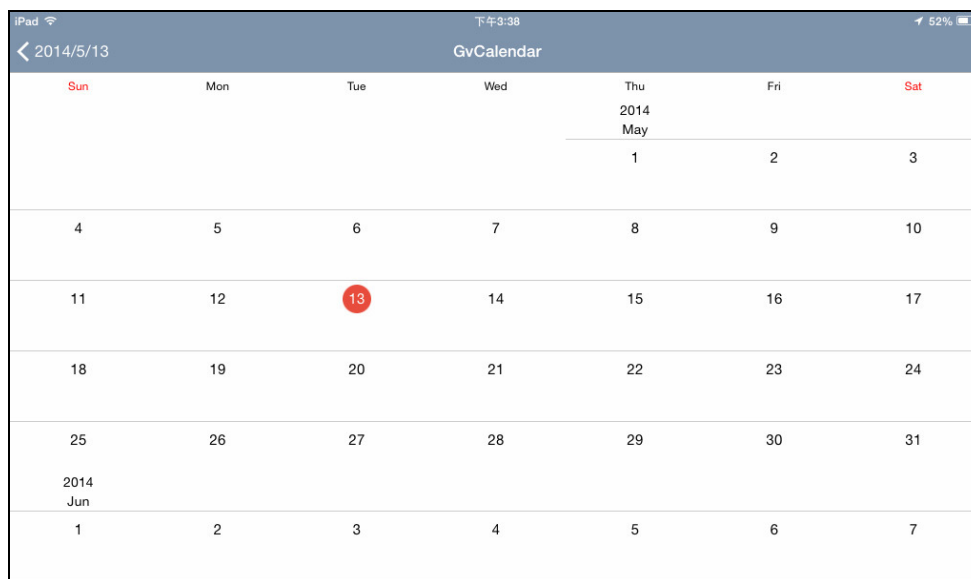 iPad 下午3:38 52%
2014/5/13 GvCalendar
Sun Mon Tue Wed Thu Fri Sat
2014
May
1 2 3
4 5 6 7 8 9 10
11 12 13 14 15 16 17
18 19 20 21 22 23 24
25 26 27 28 29 30 31
2014
Jun
1 2 3 4 5 6 7